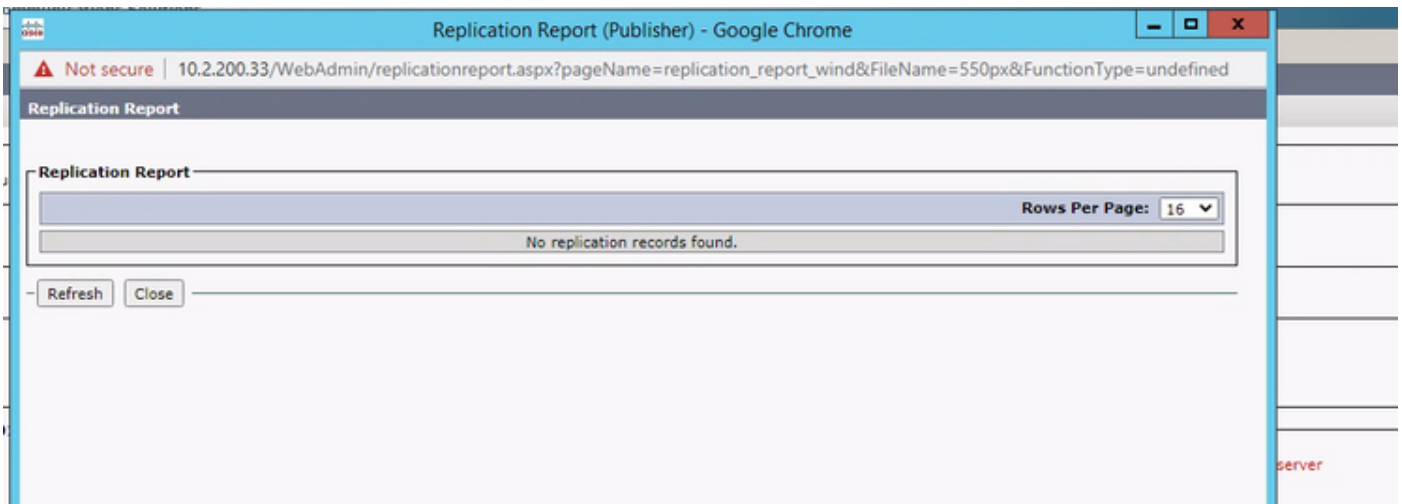 Replication Report (Publisher) - Google Chrome
Not secure | 10.2.200.33/WebAdmin/replicationreport.aspx?pageName=replication_report_wind&FileName=550px&FunctionType=undefined
Replication Report
Replication Report
Rows Per Page: 16
No replication records found.
Refresh Close
server